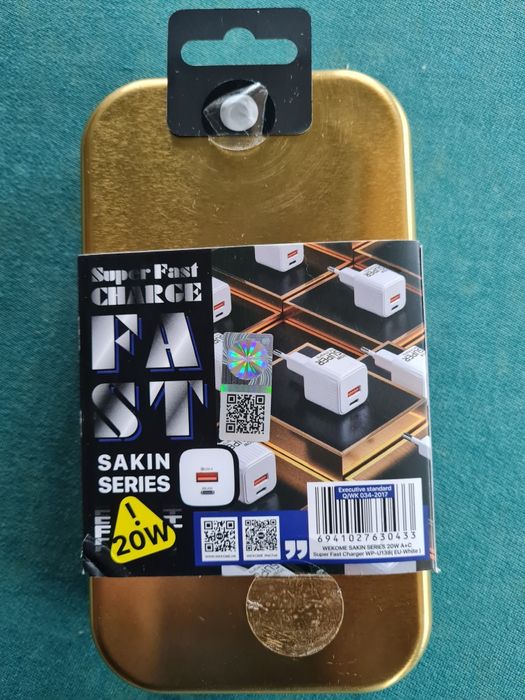 Super Fast
CHARGE
FA
ST
SAKIN
SERIES
!
20W
Executive standard
Q/WK 034-2017
6941027630433
WEKOME SAKIN SERIES 20W A+C
Super Fast Charger WP-U138( EU-White )